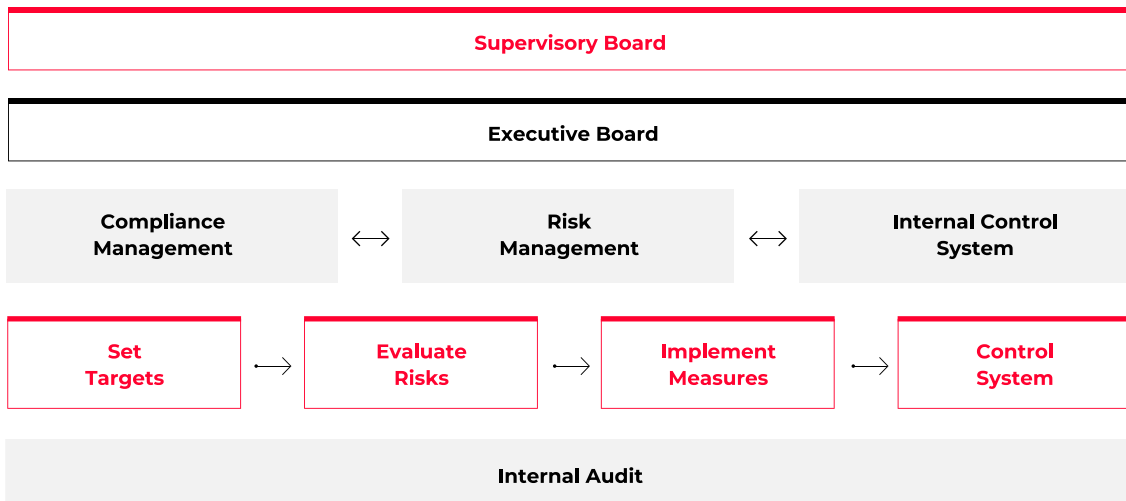 Supervisory Board
Executive Board
Compliance
Management
Risk
Management
Internal Control
System
Set
Targets
Evaluate
Risks
Implement
Measures
Control
System
Internal Audit